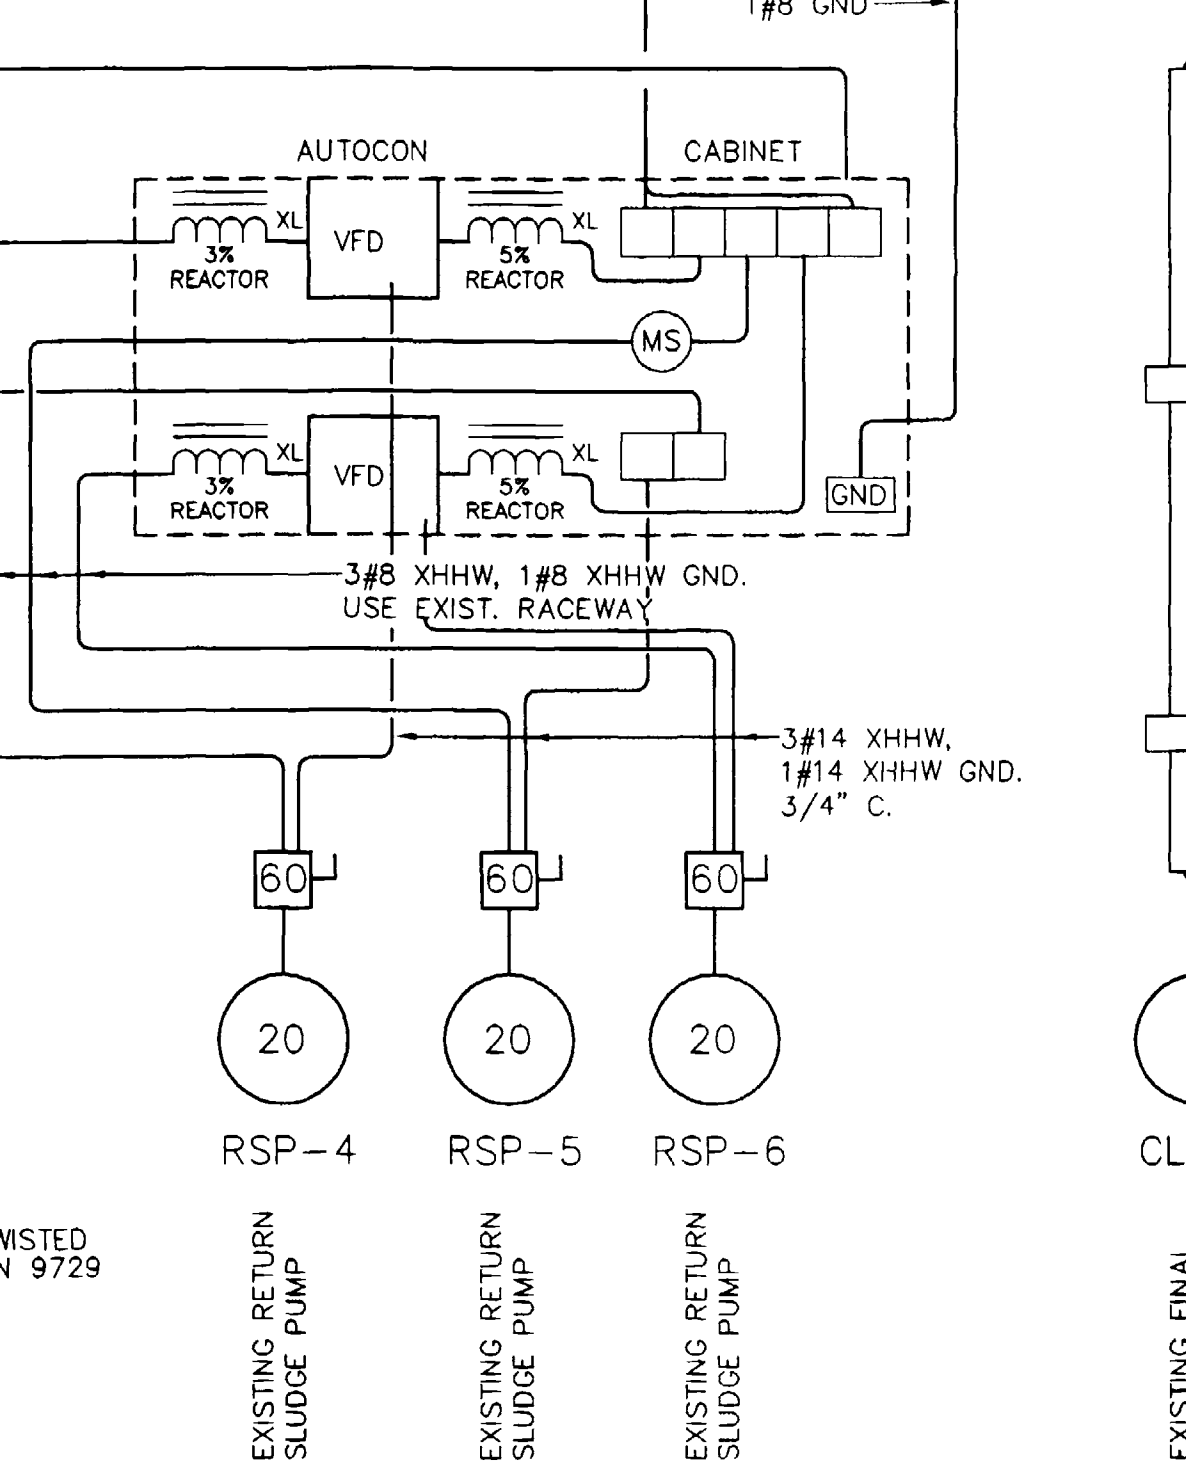 1#8 GND
AUTOCON
CABINET
XL
VFD
XL
3%
REACTOR
5%
REACTOR
MS
XL
VFD
XL
3%
REACTOR
5%
REACTOR
GND
3#8 XHHW, 1#8 XHHW GND.
USE EXIST. RACEWAY
3#14 XHHW,
1#14 XHHW GND.
3/4" C.
60
60
60
20
20
20
RSP-4
RSP-5
RSP-6
CL
WISTED
N 9729
EXISTING RETURN
SLUDGE PUMP
EXISTING RETURN
SLUDGE PUMP
EXISTING RETURN
SLUDGE PUMP
EXISTING FINAL